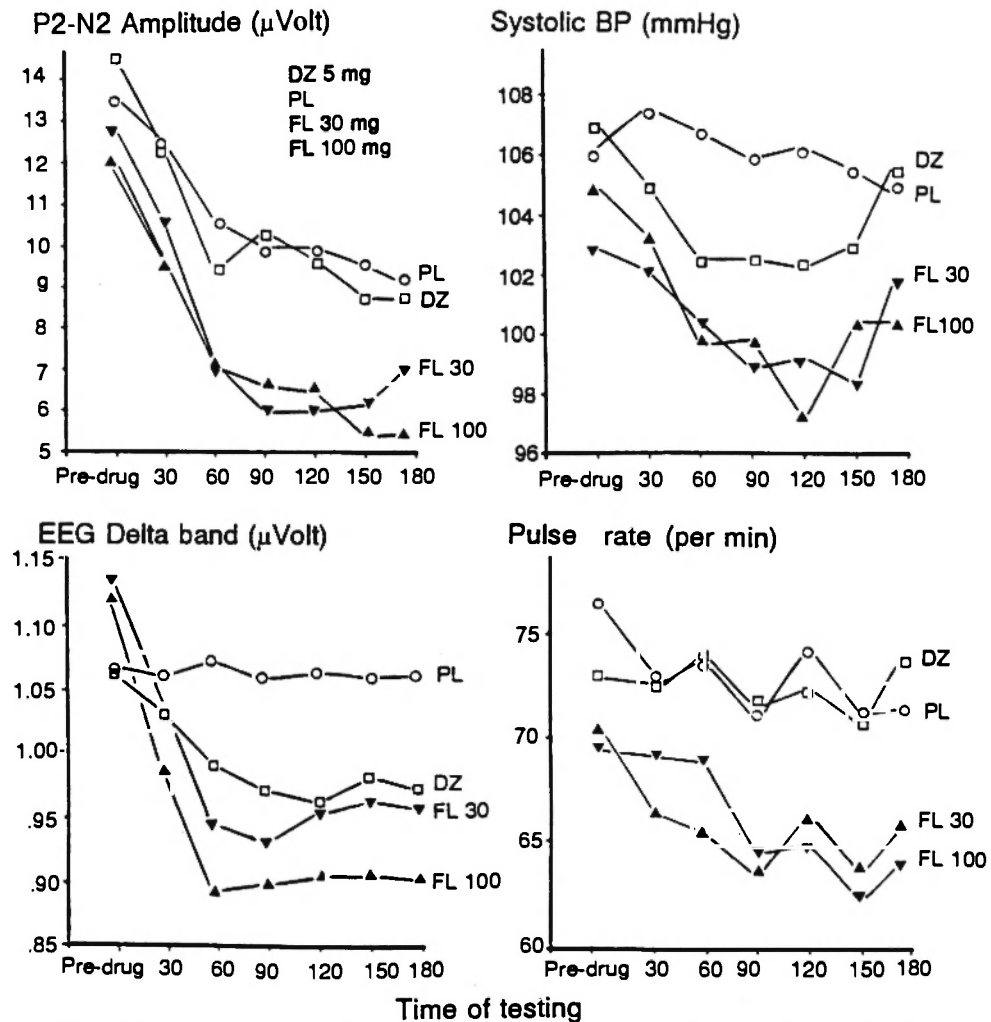 P2-N2 Amplitude (μVolt)
14
13
12
11
10
9
8
7
6
5
DZ 5 mg
PL
FL 30 mg
FL 100 mg
PL
DZ
FL 30
FL 100
Pre-drug 30 60 90 120 150 180
Systolic BP (mmHg)
108
106
104
102
100
98
96
DZ
PL
FL 30
FL100
Pre-drug 30 60 90 120 150 180
EEG Delta band (μVolt)
1.15
1.10
1.05
1.00
.95
.90
.85
PL
DZ
FL 30
FL 100
Pre-drug 30 60 90 120 150 180
Pulse rate (per min)
75
70
65
60
DZ
PL
FL 30
FL 100
Pre-drug 30 60 90 120 150 180
Time of testing